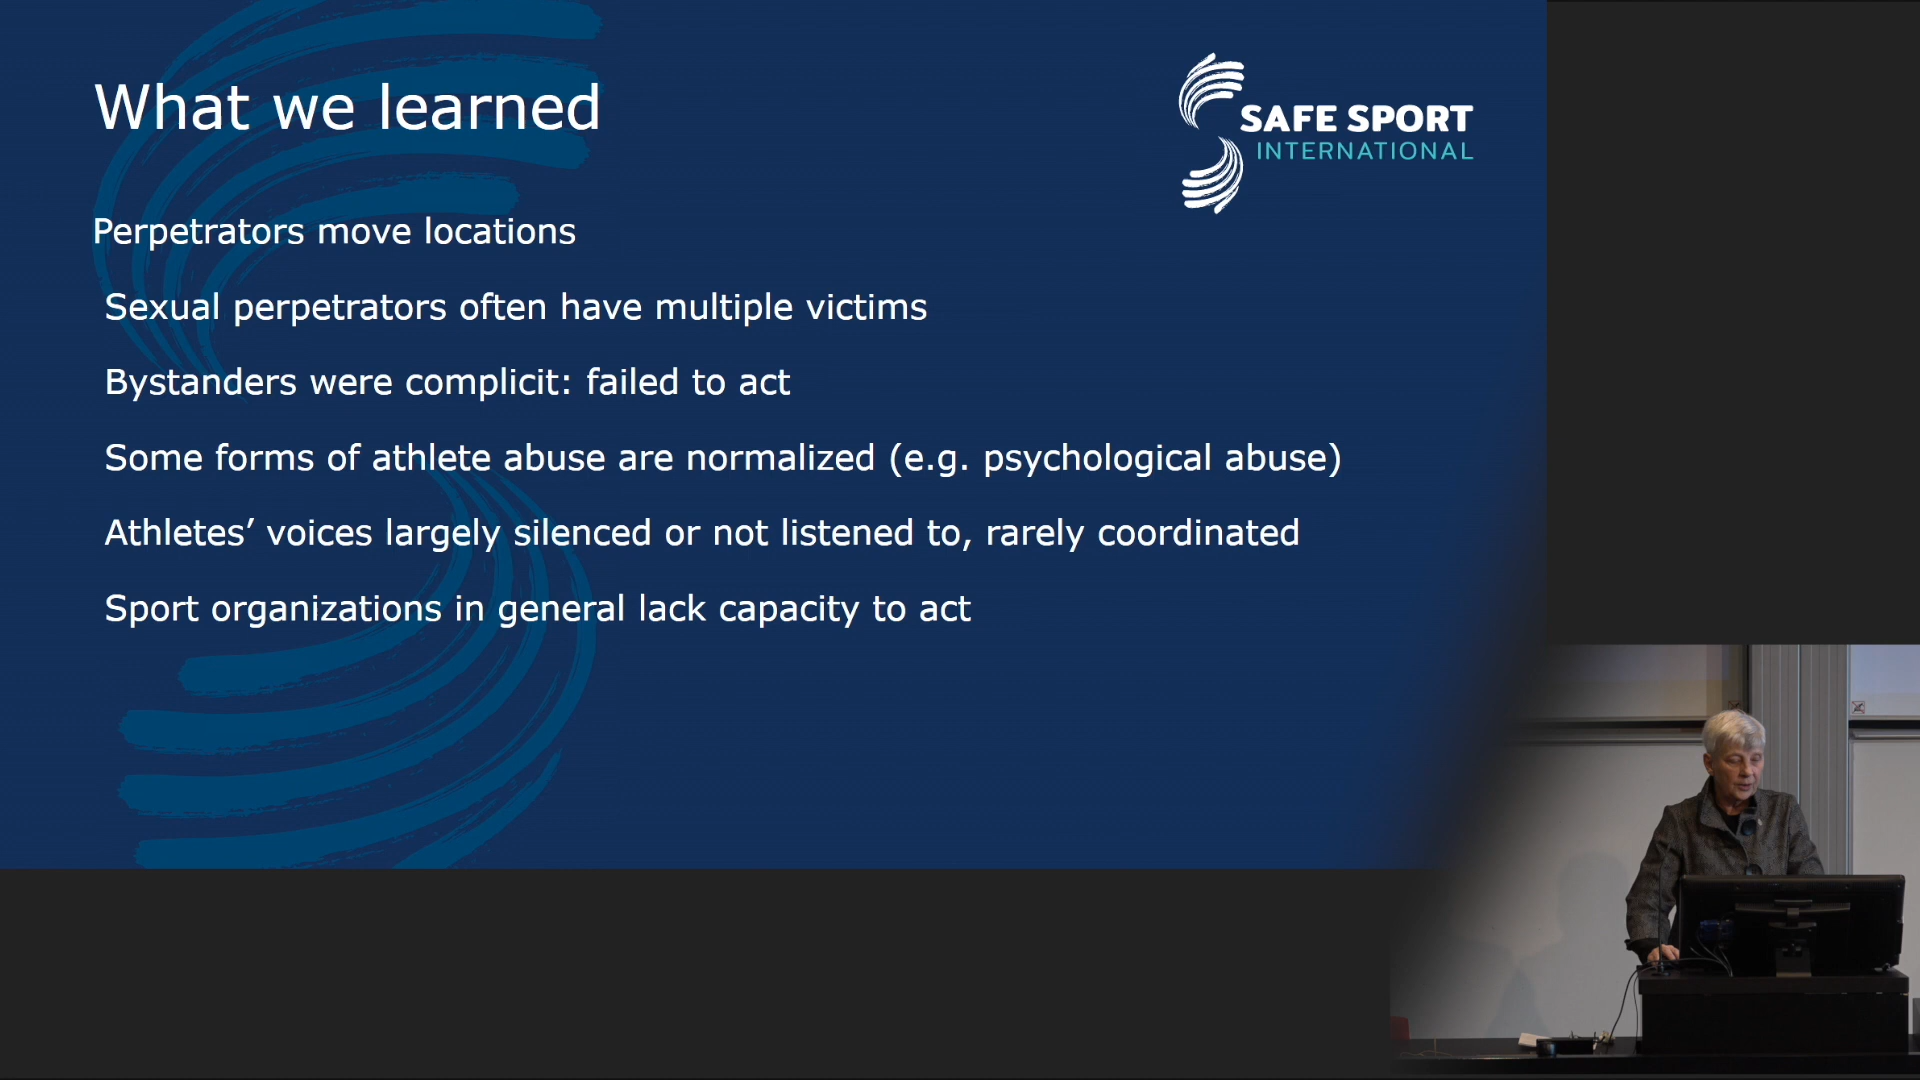 What we learned
SAFE SPORT
INTERNATIONAL
Perpetrators move locations
Sexual perpetrators often have multiple victims
Bystanders were complicit: failed to act
Some forms of athlete abuse are normalized (e.g. psychological abuse)
Athletes’ voices largely silenced or not listened to, rarely coordinated
Sport organizations in general lack capacity to act